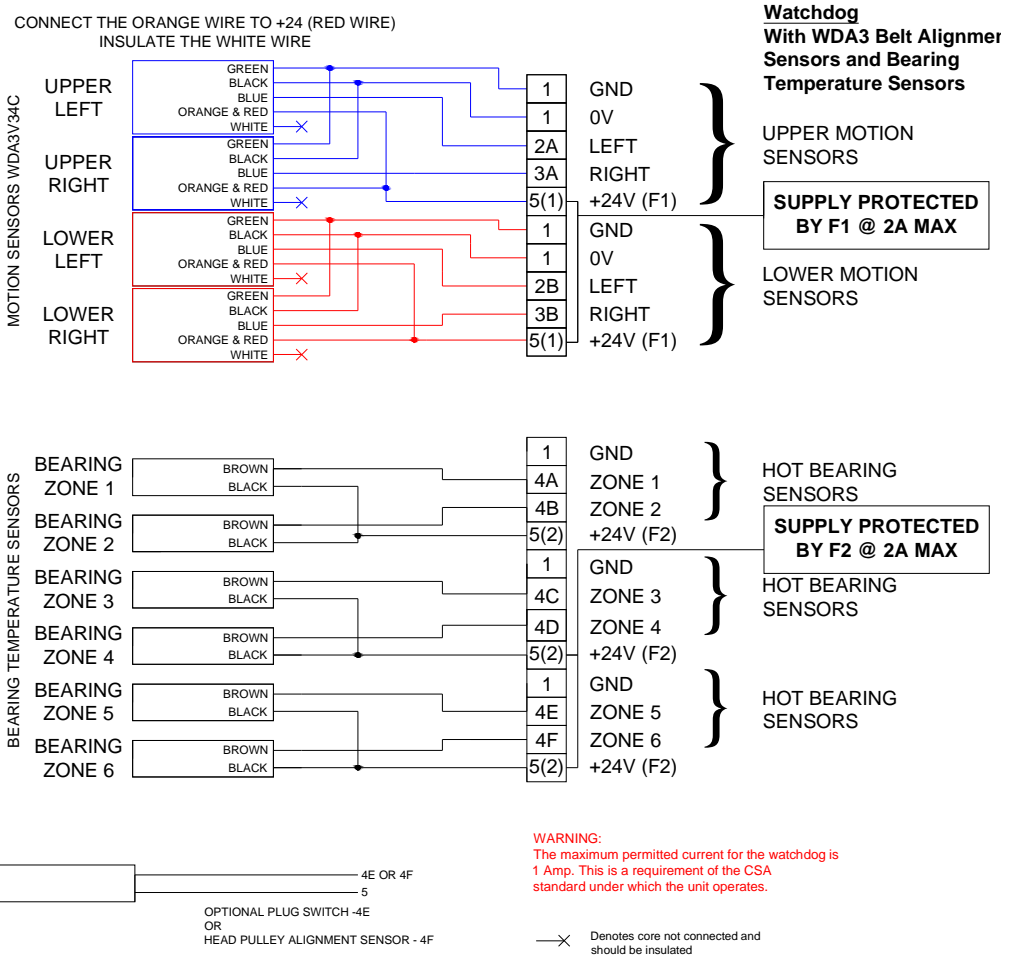 CONNECT THE ORANGE WIRE TO +24 (RED WIRE)
INSULATE THE WHITE WIRE
Watchdog
With WDA3 Belt Alignmer
Sensors and Bearing
Temperature Sensors
MOTION SENSORS WDA3V34C
UPPER
LEFT
GREEN
BLACK
BLUE
ORANGE & RED
WHITE
UPPER
RIGHT
GREEN
BLACK
BLUE
ORANGE & RED
WHITE
LOWER
LEFT
GREEN
BLACK
BLUE
ORANGE & RED
WHITE
LOWER
RIGHT
GREEN
BLACK
BLUE
ORANGE & RED
WHITE
1 GND
1 0V
2A LEFT
3A RIGHT
5(1) +24V (F1)
1 GND
1 0V
2B LEFT
3B RIGHT
5(1) +24V (F1)
UPPER MOTION
SENSORS
SUPPLY PROTECTED
BY F1 @ 2A MAX
LOWER MOTION
SENSORS
BEARING TEMPERATURE SENSORS
BEARING
ZONE 1
BROWN
BLACK
BEARING
ZONE 2
BROWN
BLACK
BEARING
ZONE 3
BROWN
BLACK
BEARING
ZONE 4
BROWN
BLACK
BEARING
ZONE 5
BROWN
BLACK
BEARING
ZONE 6
BROWN
BLACK
1 GND
4A ZONE 1
4B ZONE 2
5(2) +24V (F2)
1 GND
4C ZONE 3
4D ZONE 4
5(2) +24V (F2)
1 GND
4E ZONE 5
4F ZONE 6
5(2) +24V (F2)
HOT BEARING
SENSORS
SUPPLY PROTECTED
BY F2 @ 2A MAX
HOT BEARING
SENSORS
HOT BEARING
SENSORS
4E OR 4F
5
OPTIONAL PLUG SWITCH -4E
OR
HEAD PULLEY ALIGNMENT SENSOR - 4F
WARNING:
The maximum permitted current for the watchdog is
1 Amp. This is a requirement of the CSA
standard under which the unit operates.
Denotes core not connected and
should be insulated